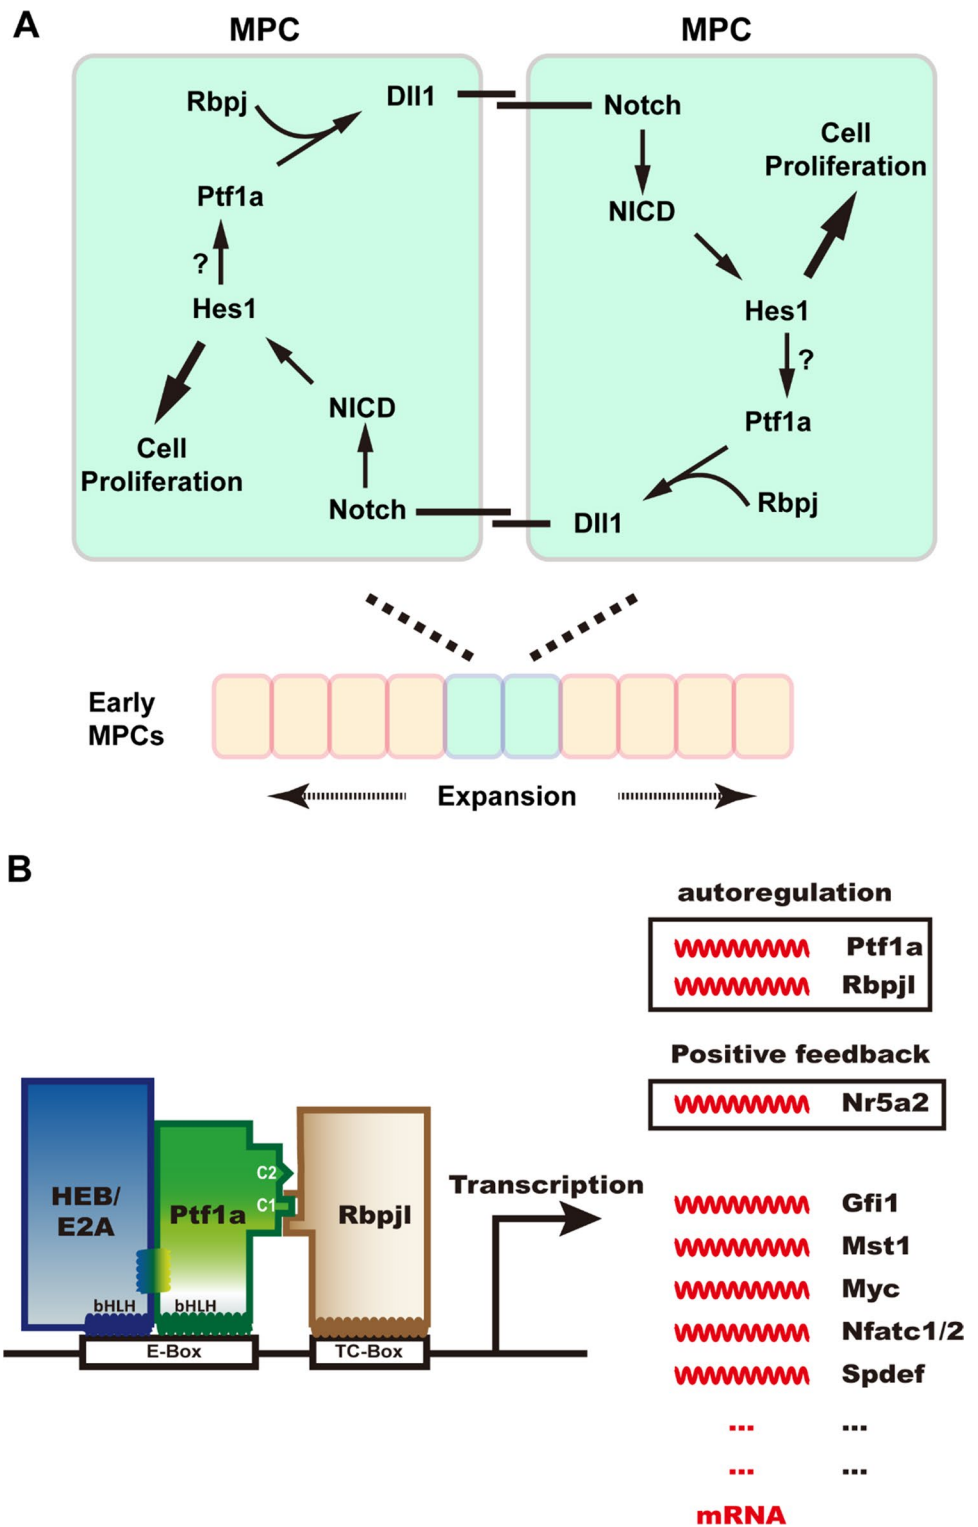 A
MPC
MPC
Rbpj
Dll1
Notch
Cell
Proliferation
Ptf1a
NICD
?
Hes1
Hes1
?
NICD
Ptf1a
Cell
Proliferation
Notch
Rbpj
Dll1
Early
MPCs
Expansion
B
autoregulation
Ptf1a
Rbpjl
Positive feedback
Nr5a2
HEB/
E2A
Ptf1a
C2
C1
Rbpjl
Transcription
Gfi1
Mst1
Myc
Nfatc1/2
Spdef
... ...
... ...
mRNA
bHLH
bHLH
E-Box
TC-Box